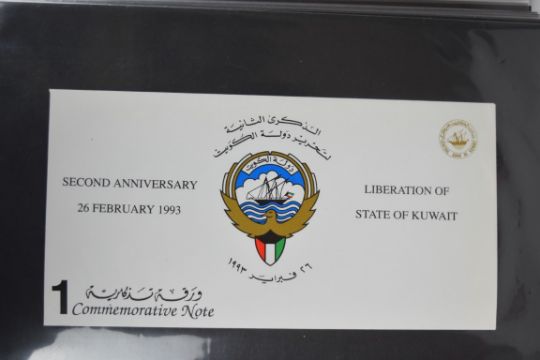 الذكرى الثانية
لتحرير دولة الكويت
دولة الكويت
SECOND ANNIVERSARY
26 FEBRUARY 1993
LIBERATION OF
STATE OF KUWAIT
٢٦ فبراير ١٩٩٣
1 ورقة تذكارية
Commemorative Note